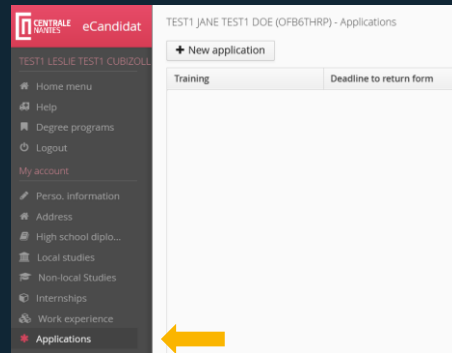 CENTRALE
NANTES
eCandidat
TEST1 LESLIE TEST1 CUBIZOLL
Home menu
Help
Degree programs
Logout
My account
Perso. Information
Address
High school diplo...
Local studies
Non-local Studies
Internships
Work experience
Applications
TEST1 JANE TEST1 DOE (OFB6THRP) - Applications
+ New application
Training
Deadline to return form